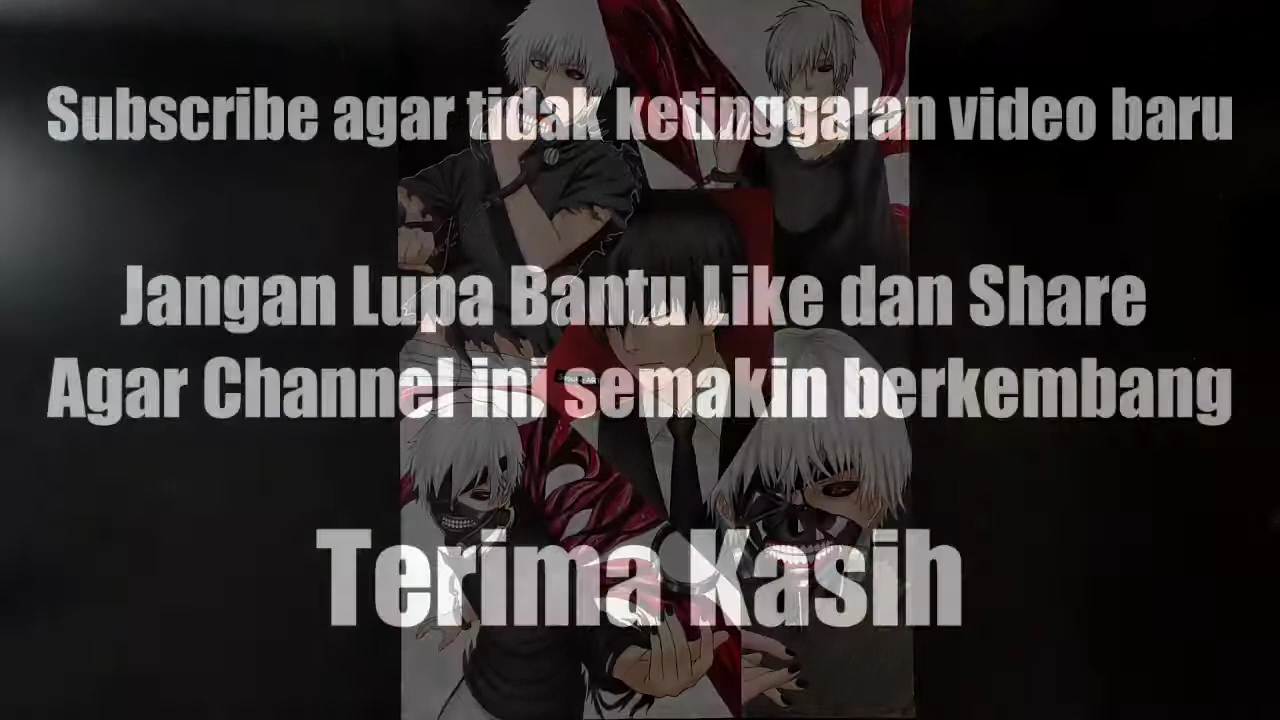 Subscribe agar tidak ketinggalan video baru
Jangan Lupa Bantu Like dan Share
Agar Channel ini semakin berkembang
Terima Kasih